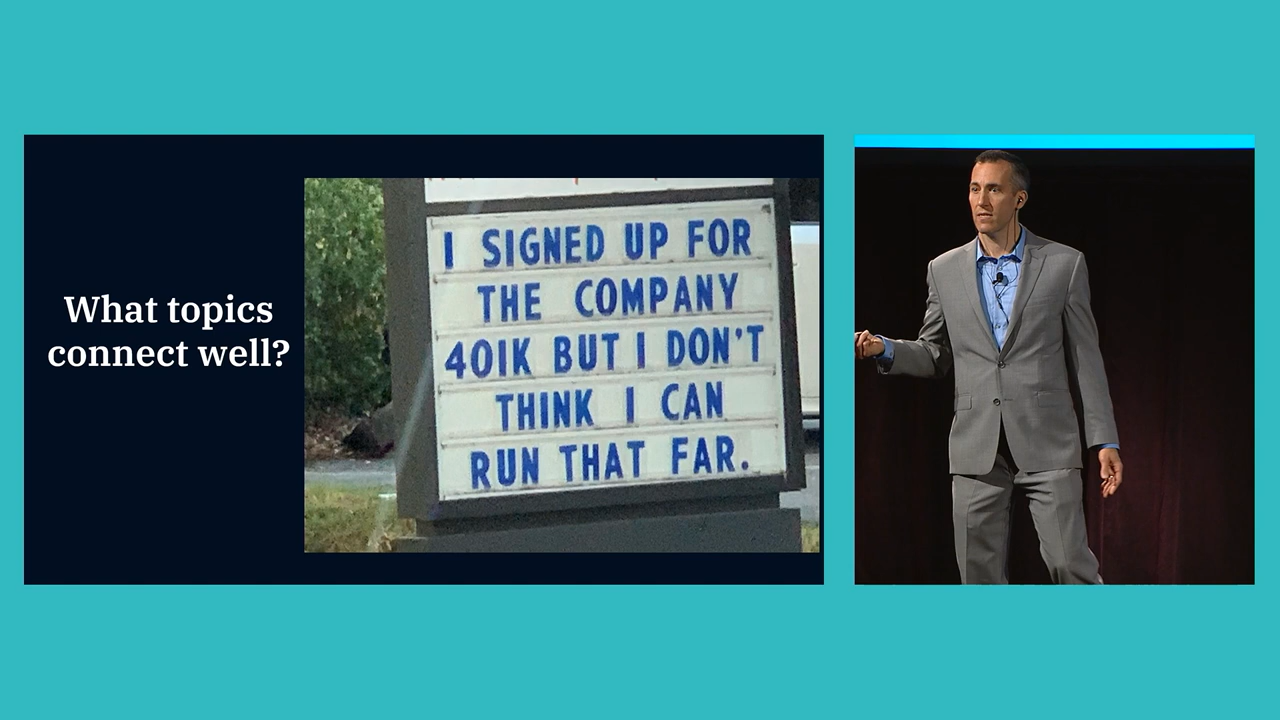 What topics
connect well?
I SIGNED UP FOR
THE COMPANY
401K BUT I DON'T
THINK I CAN
RUN THAT FAR.